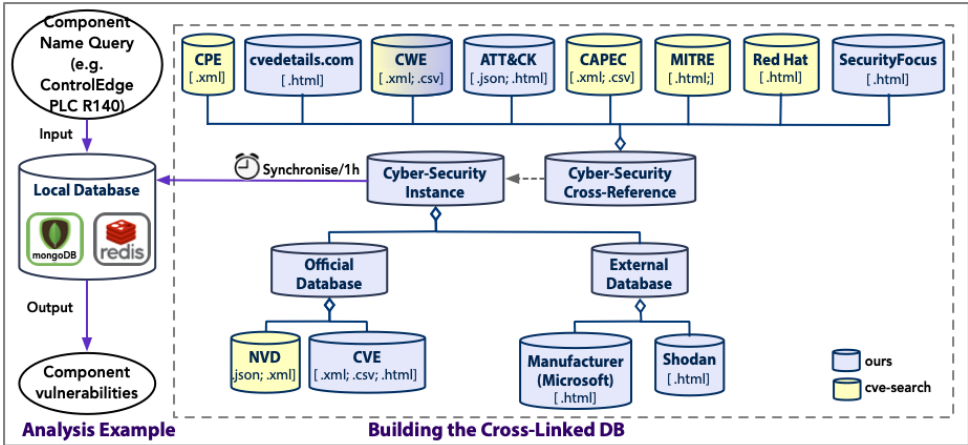 Component
Name Query
(e.g.
ControlEdge
PLC R140)
Input
Local Database
mongoDB
redis
Output
Component
vulnerabilities
Analysis Example
CPE
[ .xml]
cvedetails.com
[ .html]
CWE
[.xml; .csv]
ATT&CK
[.json; .html]
CAPEC
[.xml; .csv]
MITRE
[.html;]
Red Hat
[ .html]
SecurityFocus
[ .html]
Synchronise/1h
Cyber-Security
Instance
Cyber-Security
Cross-Reference
Official
Database
External
Database
NVD
.json; .xml]
CVE
[ .xml; .csv; .html]
Manufacturer
(Microsoft)
[ .html]
Shodan
[ .html]
ours
cve-search
Building the Cross-Linked DB